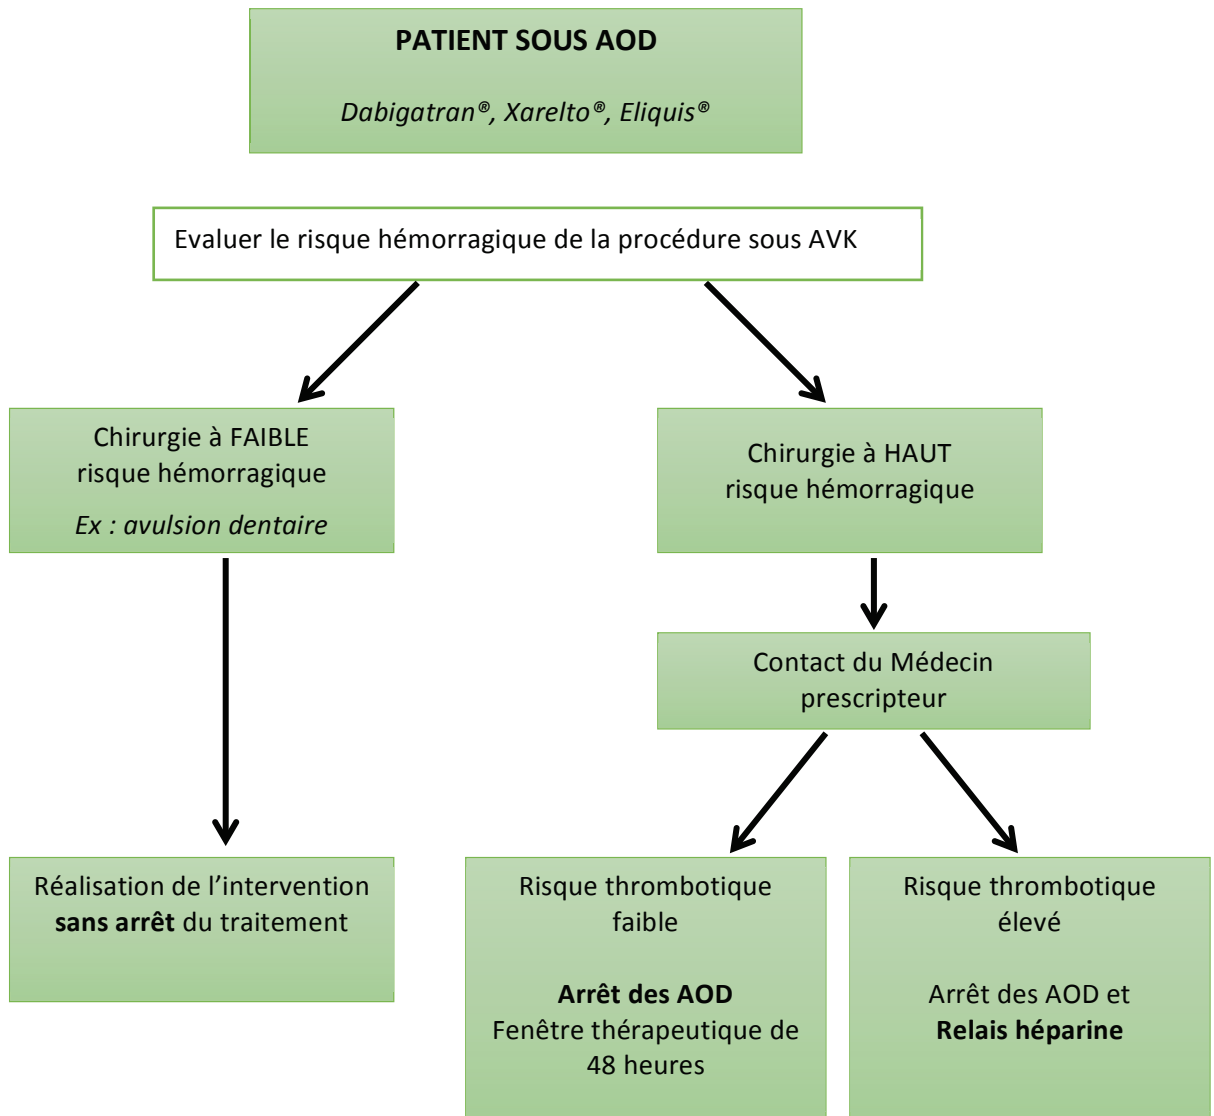 PATIENT SOUS AOD
Dabigatran®, Xarelto®, Eliquis®
Evaluer le risque hémorragique de la procédure sous AVK
Chirurgie à FAIBLE
risque hémorragique
Ex : avulsion dentaire
Chirurgie à HAUT
risque hémorragique
Contact du Médecin
prescripteur
Réalisation de l’intervention
sans arrêt du traitement
Risque thrombotique
faible
Arrêt des AOD
Fenêtre thérapeutique de
48 heures
Risque thrombotique
élevé
Arrêt des AOD et
Relais héparine